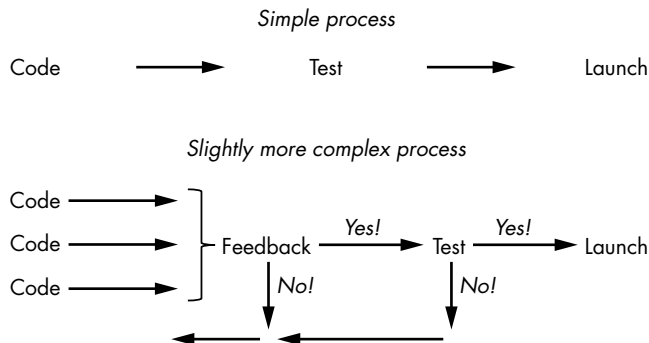 Simple process
Code Test Launch
Slightly more complex process
Code
Code
Code
Feedback Yes! Test Yes! Launch
No! No!